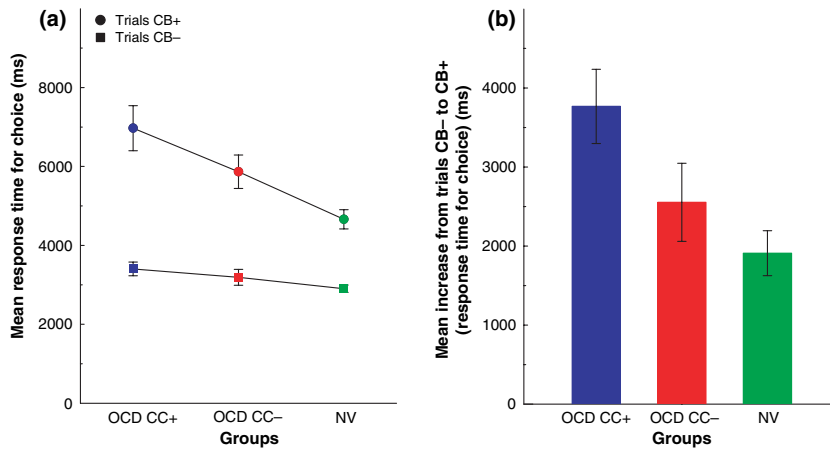 (a)
Trials CB+
Trials CB–
Mean response time for choice (ms)
8000
6000
4000
2000
0
OCD CC+ OCD CC– NV
Groups
(b)
Mean increase from trials CB– to CB+
(response time for choice) (ms)
4000
3000
2000
1000
0
OCD CC+ OCD CC– NV
Groups